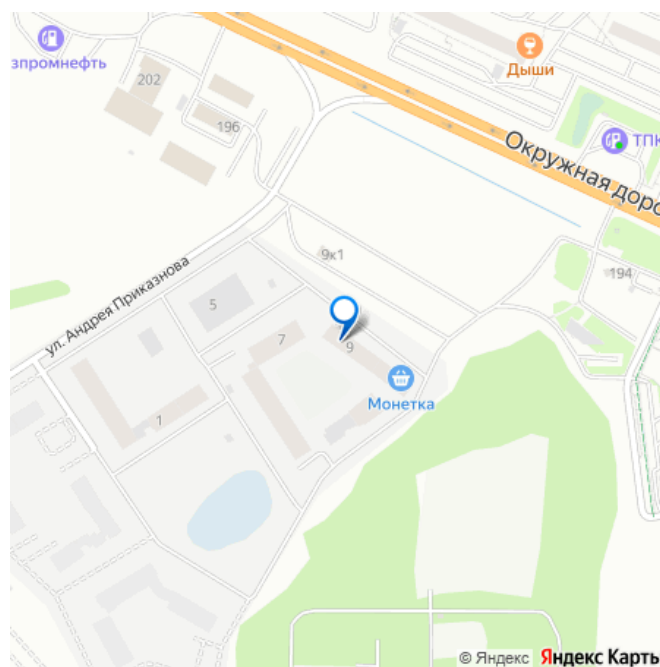 зпромнефть
202
196
Дыши
ТПК
Окружная доро
194
9к1
ул. Андрея Приказнова
5
7
9
Монетка
1
© Яндекс Яндекс Карты